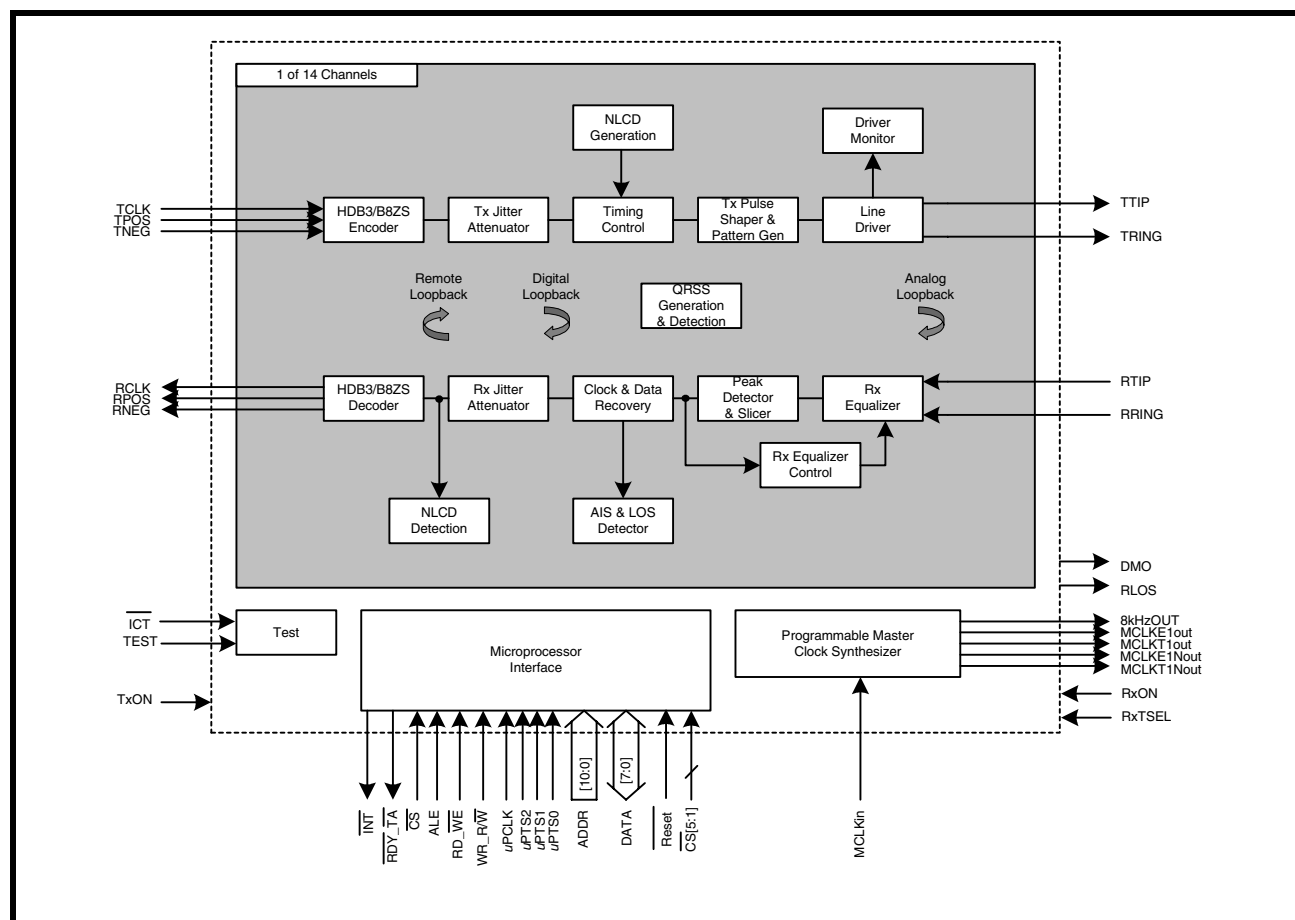 1 of 14 Channels
NLCD
Generation
Driver
Monitor
TCLK
TPOS
TNEG
HDB3/B8ZS
Encoder
Tx Jitter
Attenuator
Timing
Control
Tx Pulse
Shaper &
Pattern Gen
Line
Driver
TTIP
TRING
Remote
Loopback
Digital
Loopback
QRSS
Generation
& Detection
Analog
Loopback
RCLK
RPOS
RNEG
HDB3/B8ZS
Decoder
Rx Jitter
Attenuator
Clock & Data
Recovery
Peak
Detector
& Slicer
Rx
Equalizer
RTIP
RRING
Rx Equalizer
Control
NLCD
Detection
AIS & LOS
Detector
DMO
RLOS
ICT
TEST
Test
Microprocessor
Interface
Programmable Master
Clock Synthesizer
8kHzOUT
MCLKE1out
MCLKT1out
MCLKE1Nout
MCLKT1Nout
TxON
RxON
RxTSEL
INT
RDY_TA
CS
ALE
RD_WE
WR_R/W
uPCLK
uPTS2
uPTS1
uPTS0
[10:0]
ADDR
[7:0]
DATA
Reset
CS[5:1]
MCLKin